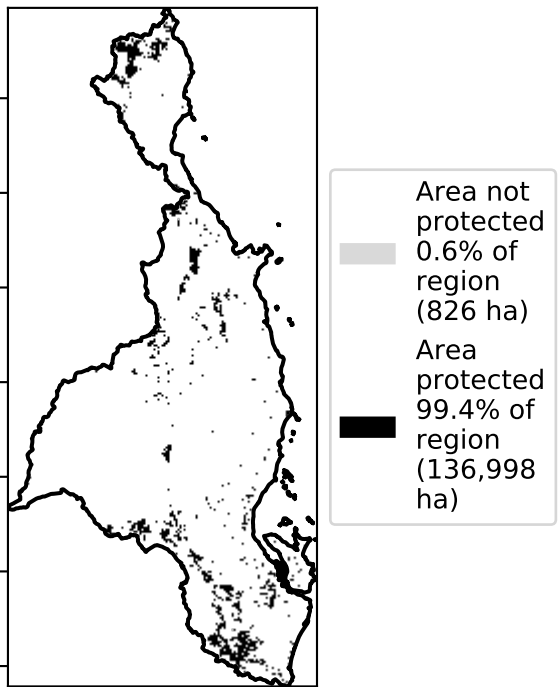 Area not
protected
0.6% of
region
(826 ha)
Area
protected
99.4% of
region
(136,998
ha)